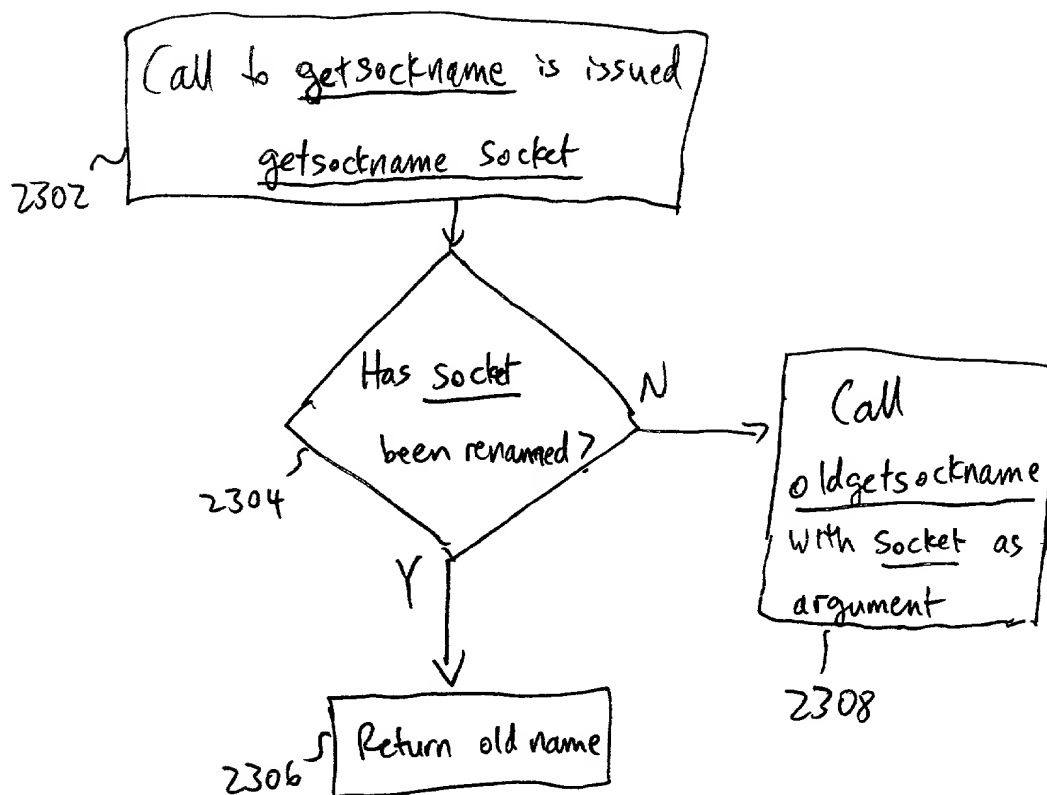 Call to getsockname is issued
getsockname socket
2302
Has socket
been renamed?
2304
N
Call
oldgetsockname
with socket as
argument
2308
Y
Return old name
2306